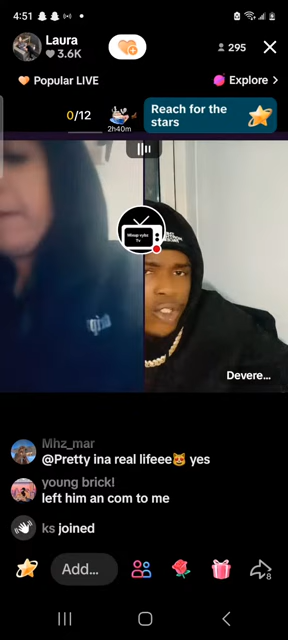 4:51
Laura
3.6K
295
Popular LIVE
Explore >
0/12
2h40m
Reach for the
stars
Tv
Devere...
Mhz_mar
@Pretty ina real lifeee😻 yes
young brick!
left him an com to me
ks joined
Add...
8